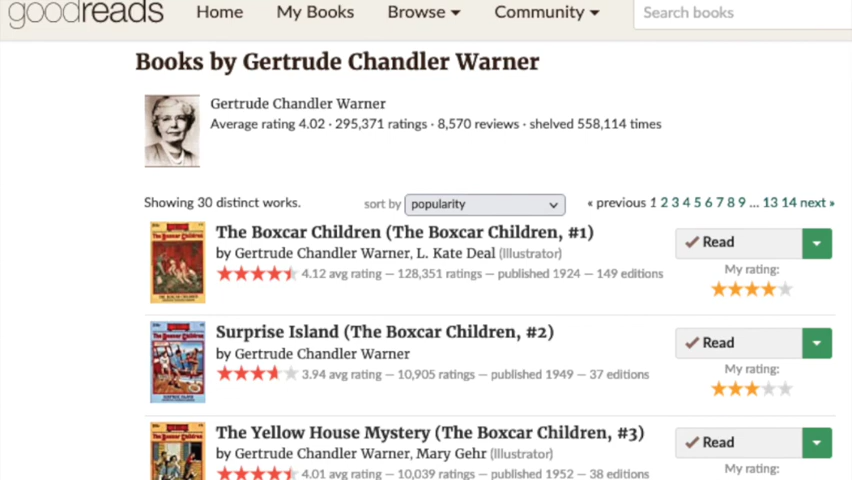 goodreads Home My Books Browse Community Search books
Books by Gertrude Chandler Warner
Gertrude Chandler Warner
Average rating 4.02 · 295,371 ratings · 8,570 reviews · shelved 558,114 times
Showing 30 distinct works. sort by popularity « previous 1 2 3 4 5 6 7 8 9 ... 13 14 next »
The Boxcar Children (The Boxcar Children, #1)
by Gertrude Chandler Warner, L. Kate Deal (Illustrator)
4.12 avg rating — 128,351 ratings — published 1924 — 149 editions
Read
My rating:
Surprise Island (The Boxcar Children, #2)
by Gertrude Chandler Warner
3.94 avg rating — 10,905 ratings — published 1949 — 37 editions
Read
My rating:
The Yellow House Mystery (The Boxcar Children, #3)
by Gertrude Chandler Warner, Mary Gehr (Illustrator)
4.01 avg rating — 10,039 ratings — published 1952 — 38 editions
Read
My rating: